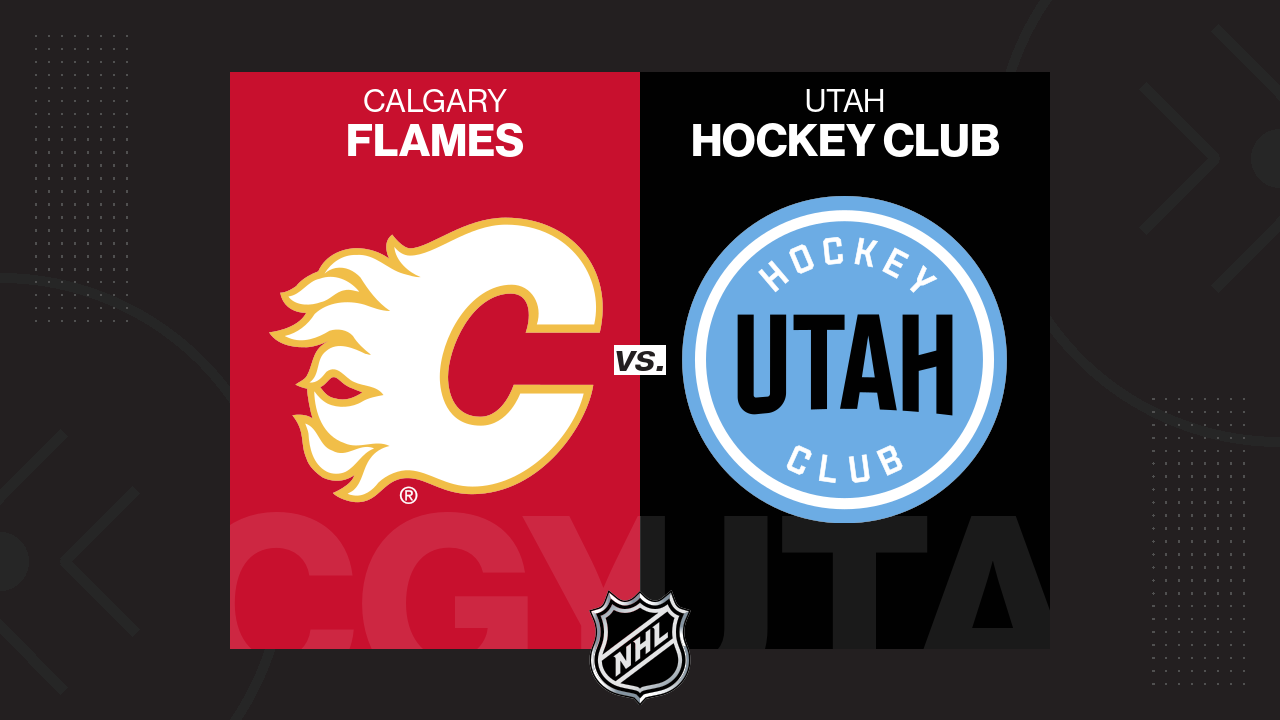 CALGARY
FLAMES
UTAH
HOCKEY CLUB
HOCKEY
UTAH
CLUB
VS.
®
CGY
UTA
NHL